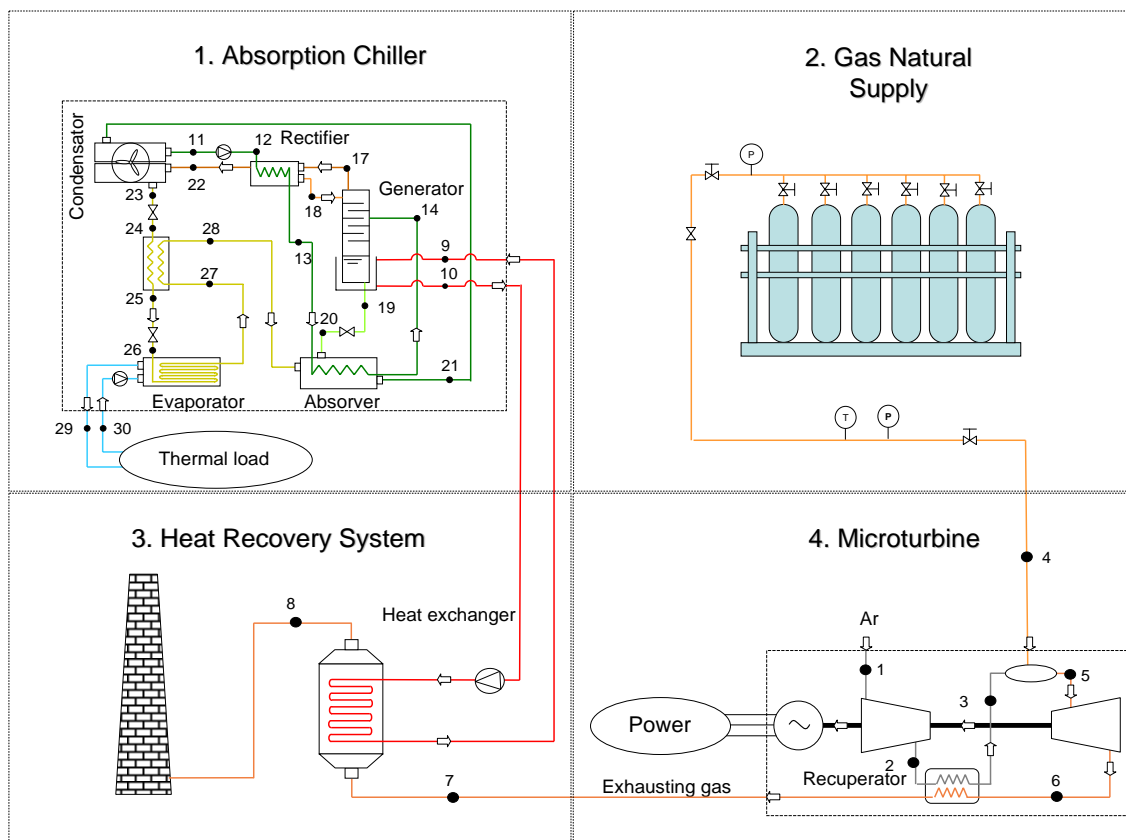 1. Absorption Chiller
Condensator
11
12
Rectifier
17
22
23
Generator
18
14
24
28
13
9
27
10
25
19
20
26
21
Evaporator
Absorver
29
30
Thermal load
2. Gas Natural
Supply
P
T
P
3. Heat Recovery System
8
Heat exchanger
7
4. Microturbine
4
Ar
1
5
3
Power
2
Recuperator
6
Exhausting gas